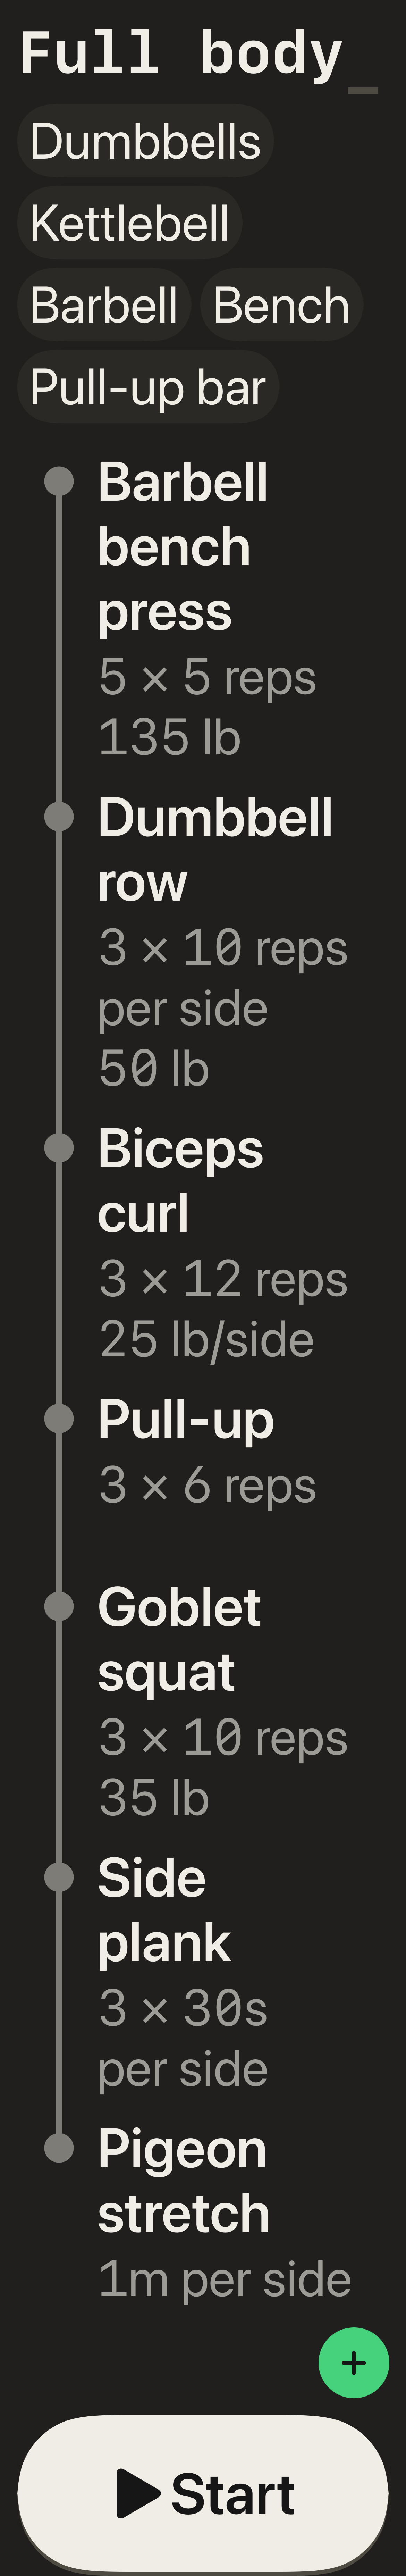 Full body_
Dumbbells
Kettlebell
Barbell Bench
Pull-up bar
Barbell
bench
press
5 × 5 reps
135 lb
Dumbbell
row
3 × 10 reps
per side
50 lb
Biceps
curl
3 × 12 reps
25 lb/side
Pull-up
3 × 6 reps
Goblet
squat
3 × 10 reps
35 lb
Side
plank
3 × 30s
per side
Pigeon
stretch
1m per side
+
Start